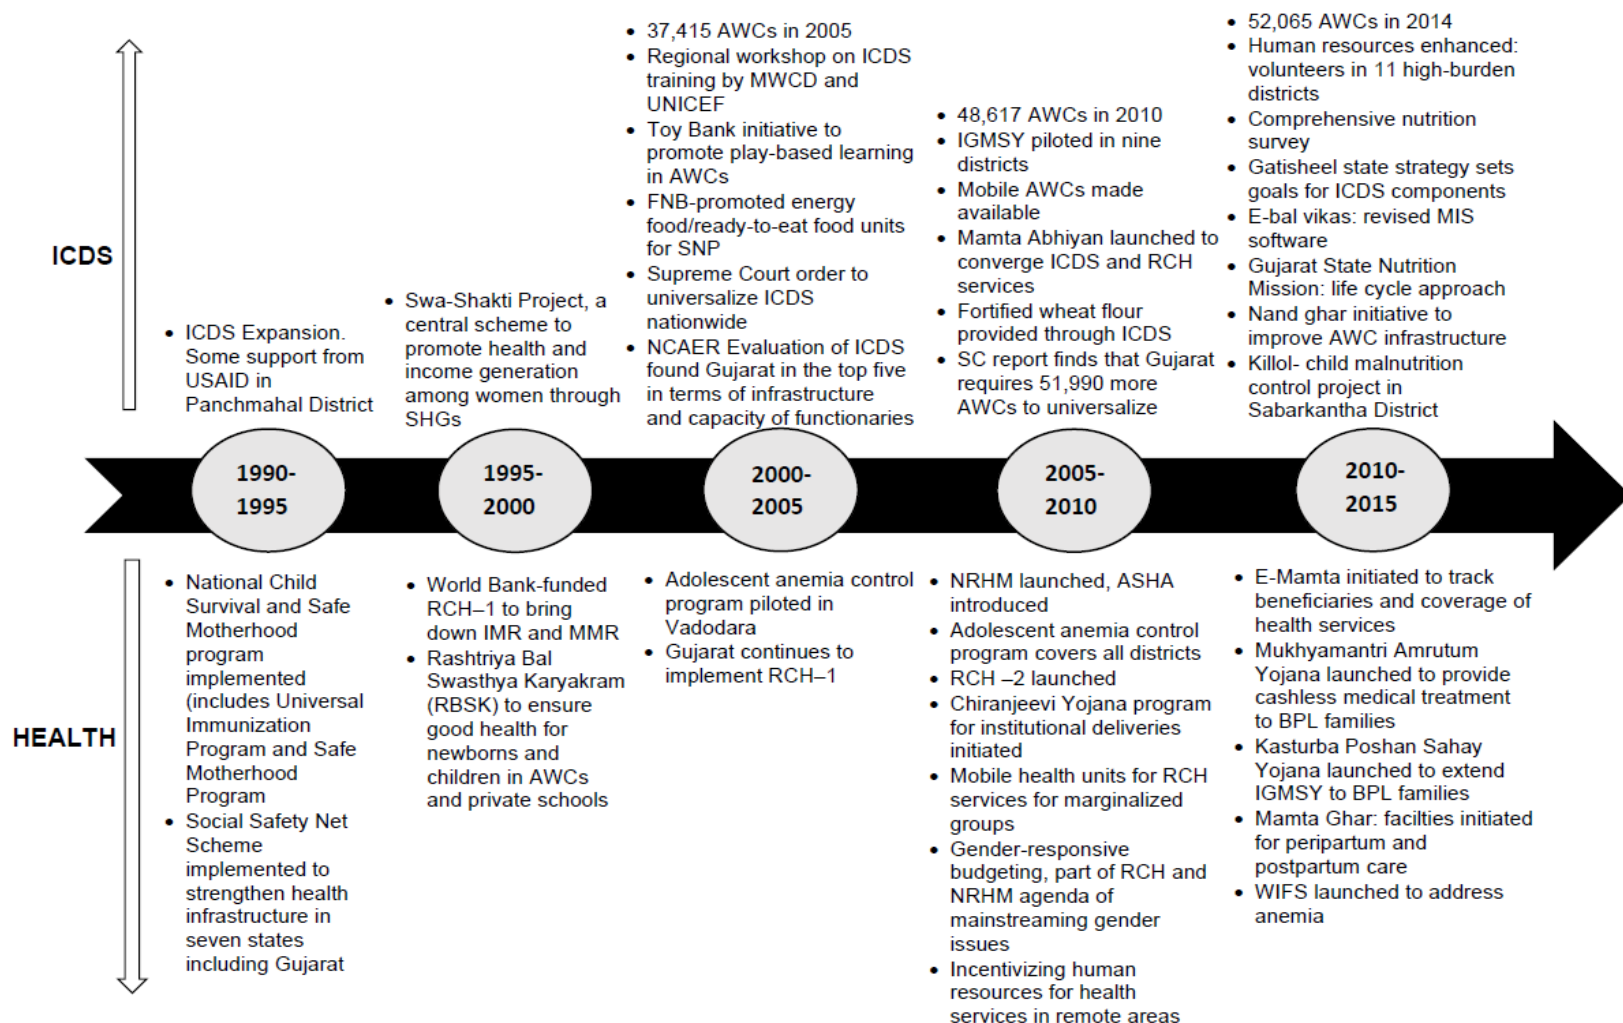 ICDS
• ICDS Expansion.
Some support from
USAID in
Panchmahal District
• Swa-Shakti Project, a
central scheme to
promote health and
income generation
among women through
SHGs
• 37,415 AWCs in 2005
• Regional workshop on ICDS
training by MWCD and
UNICEF
• Toy Bank initiative to
promote play-based learning
in AWCs
• FNB-promoted energy
food/ready-to-eat food units
for SNP
• Supreme Court order to
universalize ICDS
nationwide
• NCAER Evaluation of ICDS
found Gujarat in the top five
in terms of infrastructure
and capacity of functionaries
• 48,617 AWCs in 2010
• IGMSY piloted in nine
districts
• Mobile AWCs made
available
• Mamta Abhiyan launched to
converge ICDS and RCH
services
• Fortified wheat flour
provided through ICDS
• SC report finds that Gujarat
requires 51,990 more
AWCs to universalize
• 52,065 AWCs in 2014
• Human resources enhanced:
volunteers in 11 high-burden
districts
• Comprehensive nutrition
survey
• Gatisheel state strategy sets
goals for ICDS components
• E-bal vikas: revised MIS
software
• Gujarat State Nutrition
Mission: life cycle approach
• Nand ghar initiative to
improve AWC infrastructure
• Killol- child malnutrition
control project in
Sabarkantha District
1990-
1995
1995-
2000
2000-
2005
2005-
2010
2010-
2015
HEALTH
• National Child
Survival and Safe
Motherhood
program
implemented
(includes Universal
Immunization
Program and Safe
Motherhood
Program
• Social Safety Net
Scheme
implemented to
strengthen health
infrastructure in
seven states
including Gujarat
• World Bank-funded
RCH–1 to bring
down IMR and MMR
• Rashtriya Bal
Swasthya Karyakram
(RBSK) to ensure
good health for
newborns and
children in AWCs
and private schools
• Adolescent anemia control
program piloted in
Vadodara
• Gujarat continues to
implement RCH–1
• NRHM launched, ASHA
introduced
• Adolescent anemia control
program covers all districts
• RCH –2 launched
• Chiranjeevi Yojana program
for institutional deliveries
initiated
• Mobile health units for RCH
services for marginalized
groups
• Gender-responsive
budgeting, part of RCH and
NRHM agenda of
mainstreaming gender
issues
• Incentivizing human
resources for health
services in remote areas
• E-Mamta initiated to track
beneficiaries and coverage of
health services
• Mukhyamantri Amrutum
Yojana launched to provide
cashless medical treatment
to BPL families
• Kasturba Poshan Sahay
Yojana launched to extend
IGMSY to BPL families
• Mamta Ghar: facilties initiated
for peripartum and
postpartum care
• WIFS launched to address
anemia